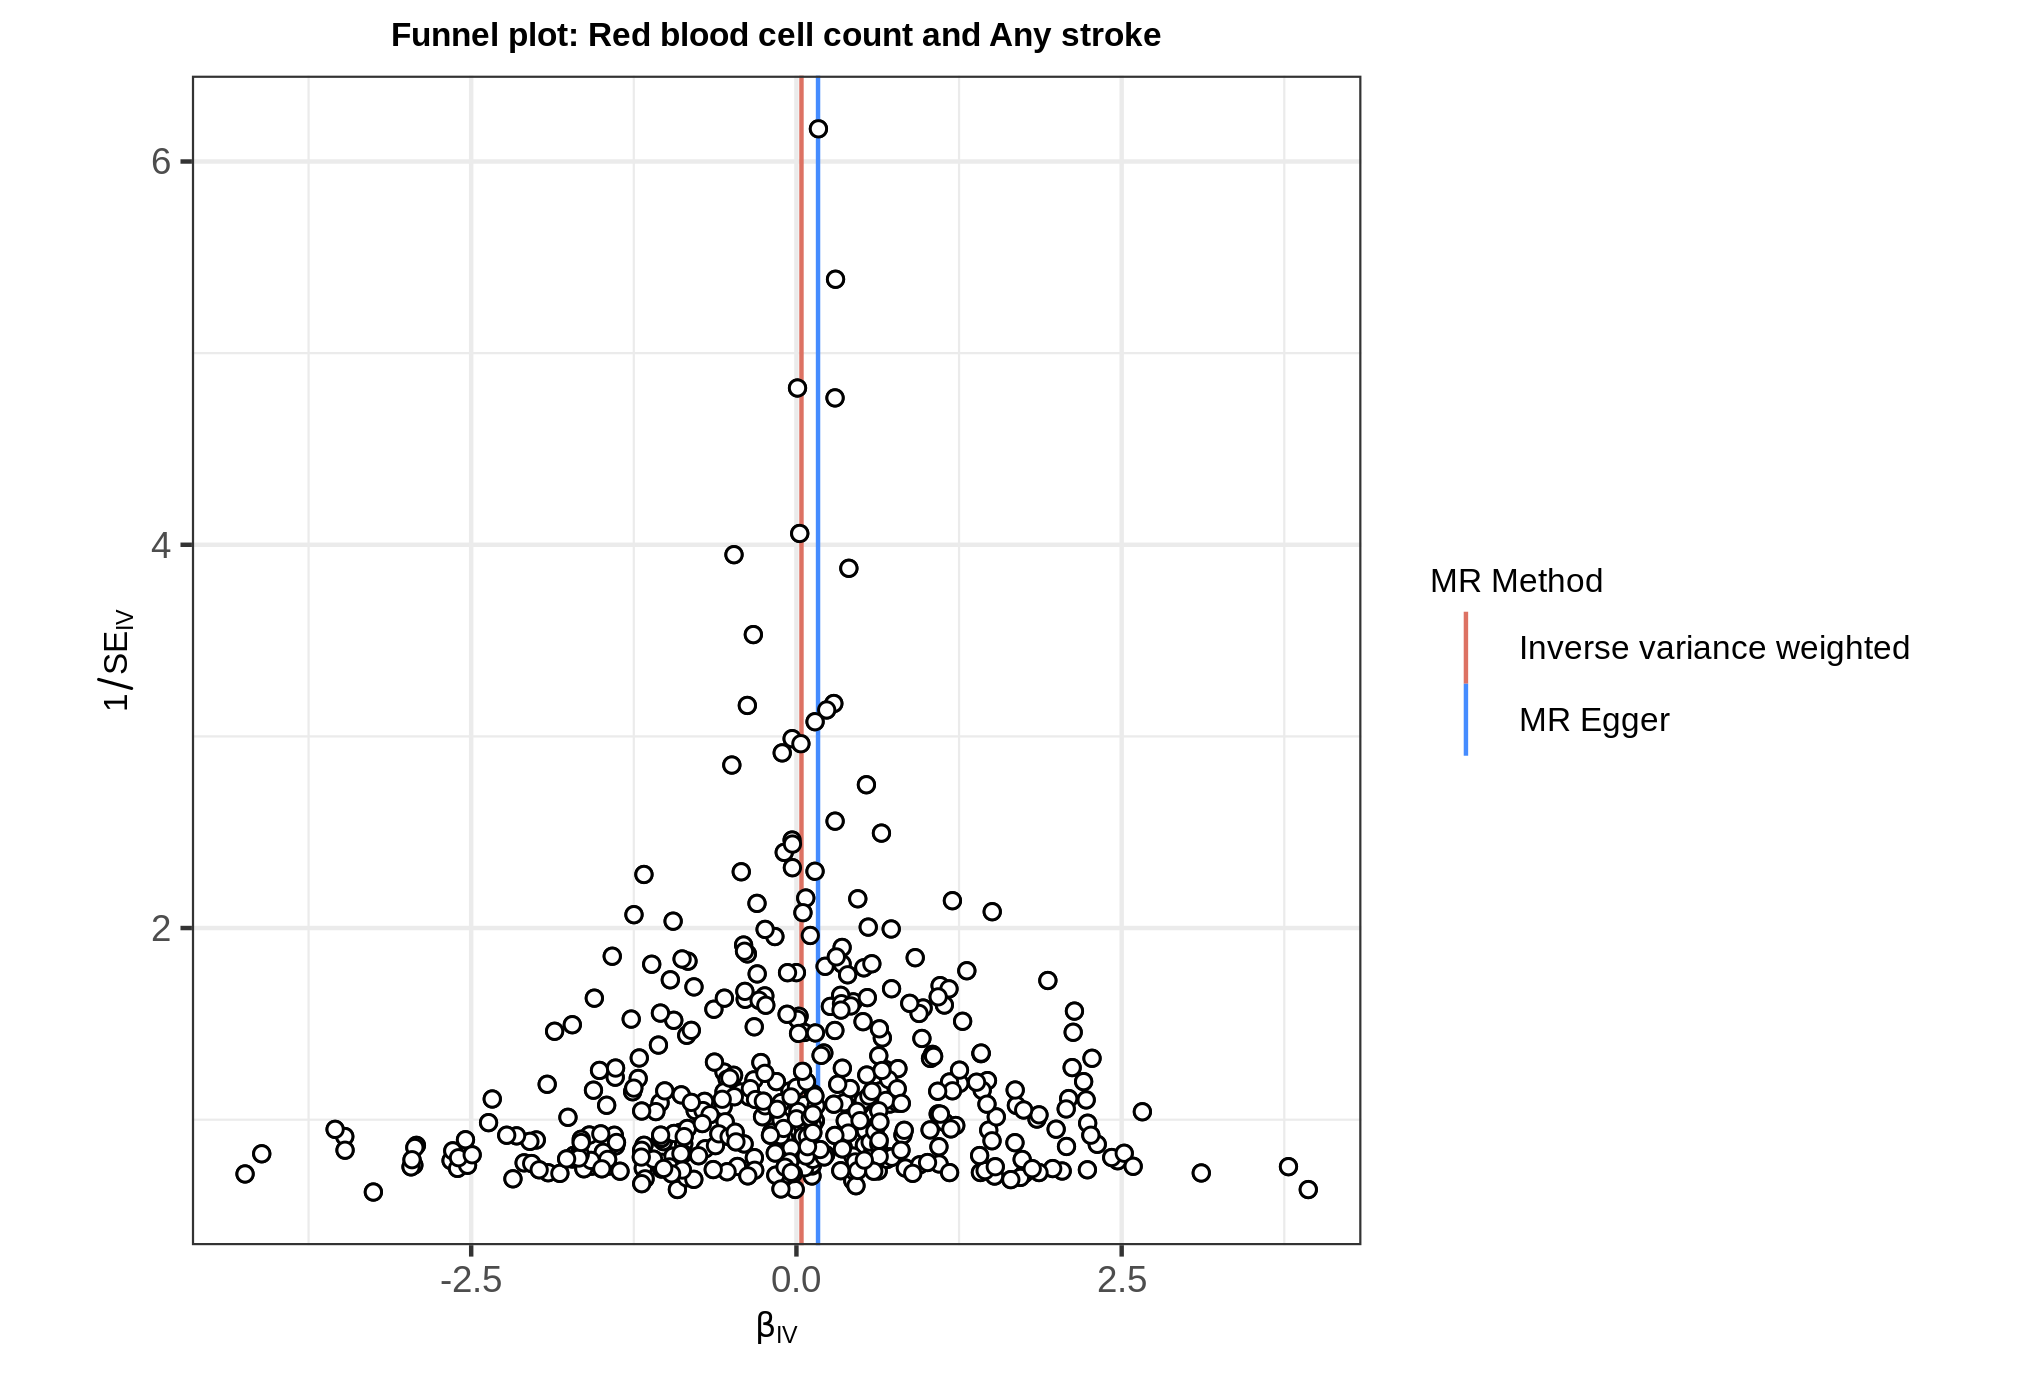 Funnel plot: Red blood cell count and Any stroke
6
4
2
1/SEIV
-2.5 0.0 2.5
βIV
MR Method
Inverse variance weighted
MR Egger